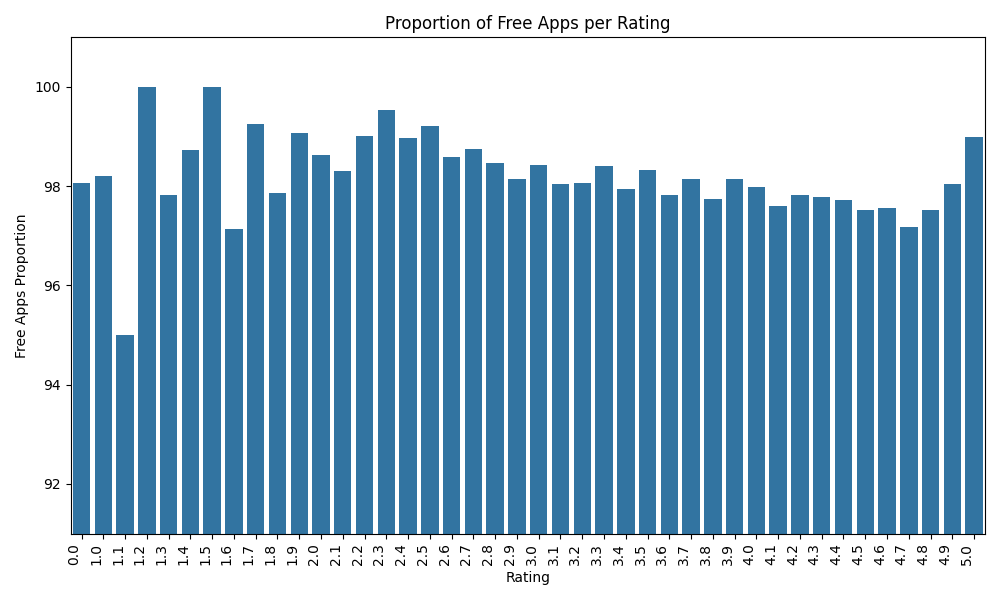 Proportion of Free Apps per Rating
Free Apps Proportion
100
98
96
94
92
0.0 1.0 1.1 1.2 1.3 1.4 1.5 1.6 1.7 1.8 1.9 2.0 2.1 2.2 2.3 2.4 2.5 2.6 2.7 2.8 2.9 3.0 3.1 3.2 3.3 3.4 3.5 3.6 3.7 3.8 3.9 4.0 4.1 4.2 4.3 4.4 4.5 4.6 4.7 4.8 4.9 5.0
Rating